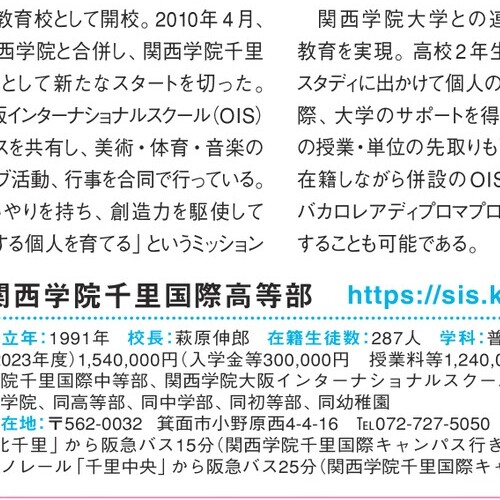 教育校として開校。2010年4月、
西学院と合併し、関西学院千里
として新たなスタートを切った。
阪インターナショナルスクール(OIS)
スを共有し、美術・体育・音楽の
ブ活動、行事を合同で行っている。
いやりを持ち、創造力を駆使して
する個人を育てる」というミッション
関西学院大学との連
教育を実現。高校2年生
スタディに出かけて個人の
際、大学のサポートを得
の授業・単位の先取りも
在籍しながら併設のOIS
バカロレアディプロマプロ
することも可能である。
関西学院千里国際高等部 https://sis.k
立年:1991年 校長:萩原伸郎 在籍生徒数:287人 学科:普
2023年度)1,540,000円(入学金等300,000円 授業料等1,240,0
院千里国際中等部、関西学院大阪インターナショナルスクー
学院、同高等部、同中学部、同初等部、同幼稚園
在地:〒562-0032 箕面市小野原西4-4-16 ℡072-727-5050
北千里」から阪急バス15分(関西学院千里国際キャンパス行き
ノレール「千里中央」から阪急バス25分(関西学院千里国際キャ